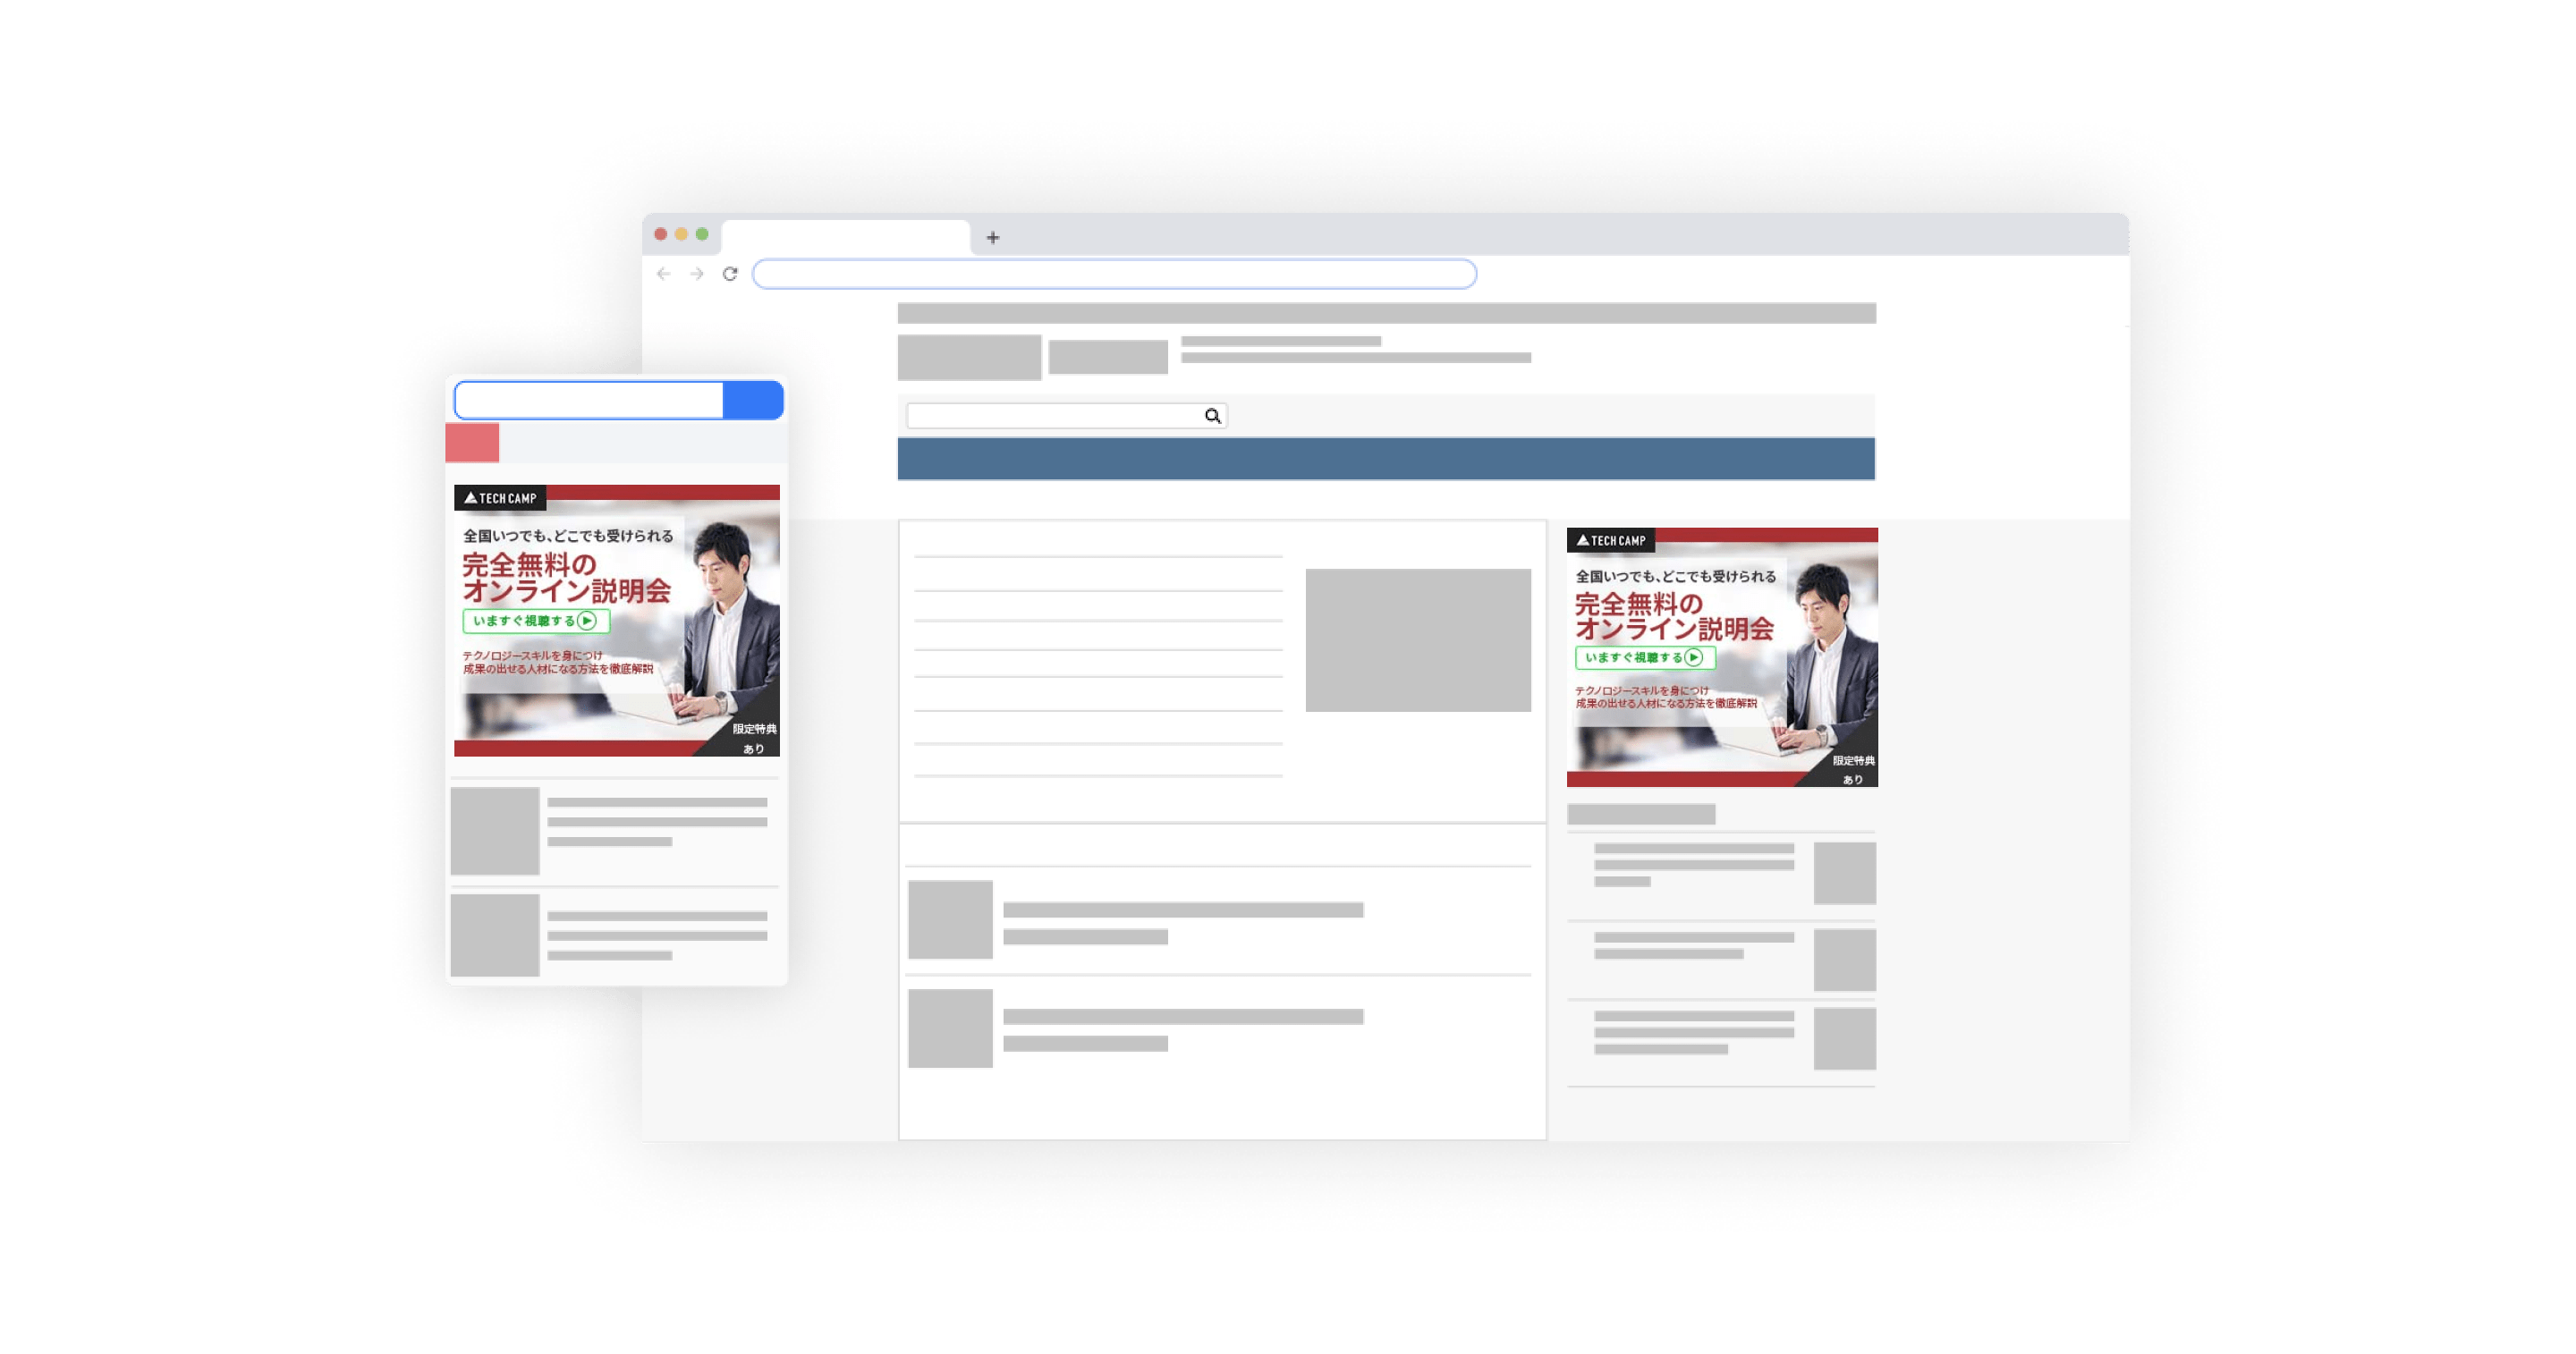 TECH CAMP
全国いつでも、どこでも受けられる
完全無料の
オンライン説明会
いますぐ視聴する
テクノロジースキルを身につけ
成果の出せる人材になる方法を徹底解説
限定特典
あり
TECH CAMP
全国いつでも、どこでも受けられる
完全無料の
オンライン説明会
いますぐ視聴する
テクノロジースキルを身につけ
成果の出せる人材になる方法を徹底解説
限定特典
あり